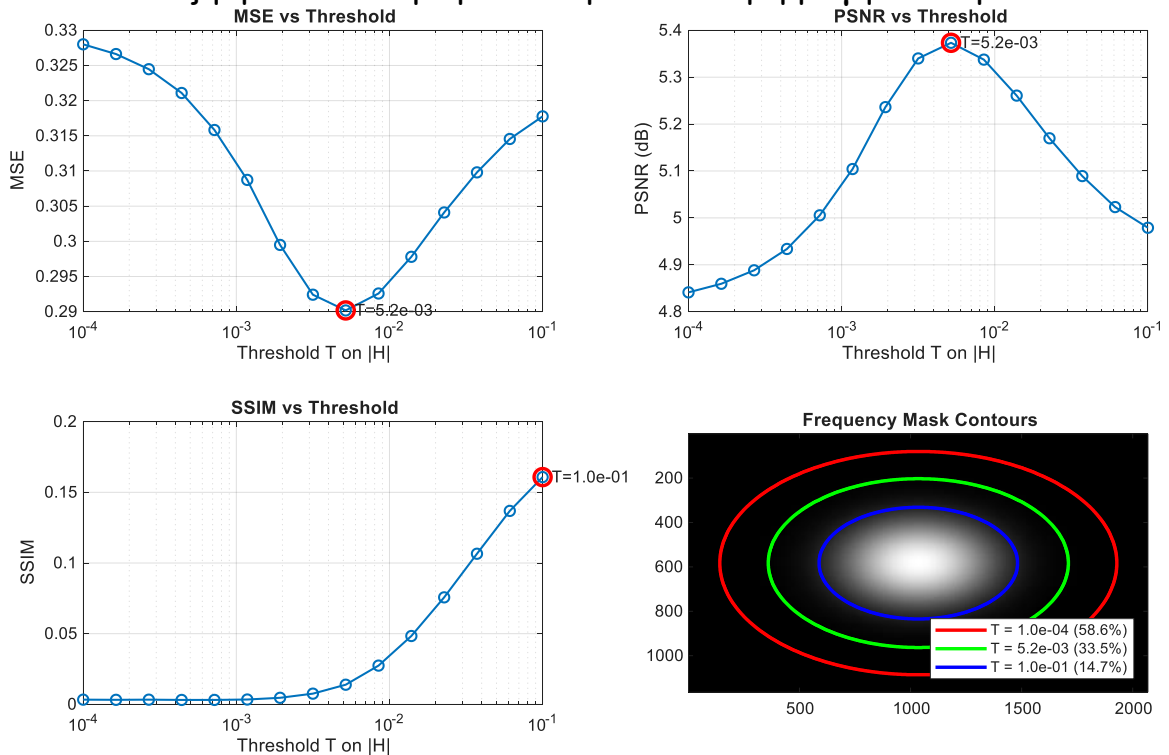 MSE vs Threshold
0.33
0.325
0.32
0.315
0.31
0.305
0.3
0.295
0.29
MSE
T=5.2e-03
10-4
10-3
10-2
10-1
Threshold T on |H|
PSNR vs Threshold
5.4
5.3
5.2
5.1
5
4.9
4.8
PSNR (dB)
T=5.2e-03
10-4
10-3
10-2
10-1
Threshold T on |H|
SSIM vs Threshold
0.2
0.15
0.1
0.05
0
SSIM
T=1.0e-01
10-4
10-3
10-2
10-1
Threshold T on |H|
Frequency Mask Contours
200
400
600
800
1000
T = 1.0e-04 (58.6%)
T = 5.2e-03 (33.5%)
T = 1.0e-01 (14.7%)
500
1000
1500
2000